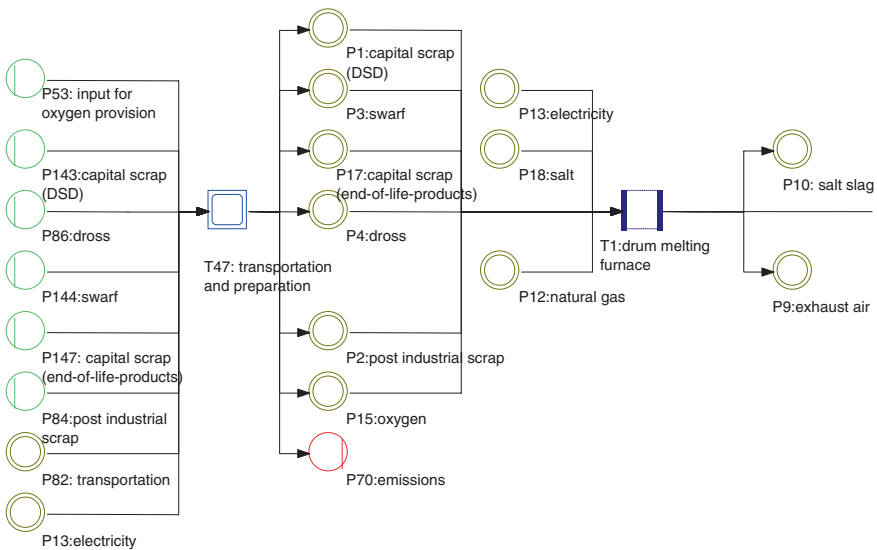 P53: input for
oxygen provision
P143:capital scrap
(DSD)
P86:dross
P144:swarf
P147: capital scrap
(end-of-life-products)
P84:post industrial
scrap
P82: transportation
P13:electricity
T47: transportation
and preparation
P1:capital scrap
(DSD)
P3:swarf
P17:capital scrap
(end-of-life-products)
P4:dross
P2:post industrial scrap
P15:oxygen
P70:emissions
P13:electricity
P18:salt
P12:natural gas
T1:drum melting
furnace
P10: salt slag
P9:exhaust air